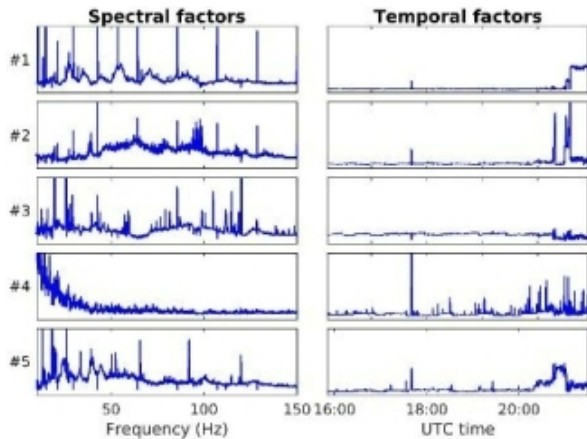 Spectral factors Temporal factors
#1
#2
#3
#4
#5
50 100 150 16:00 18:00 20:00
Frequency (Hz) UTC time